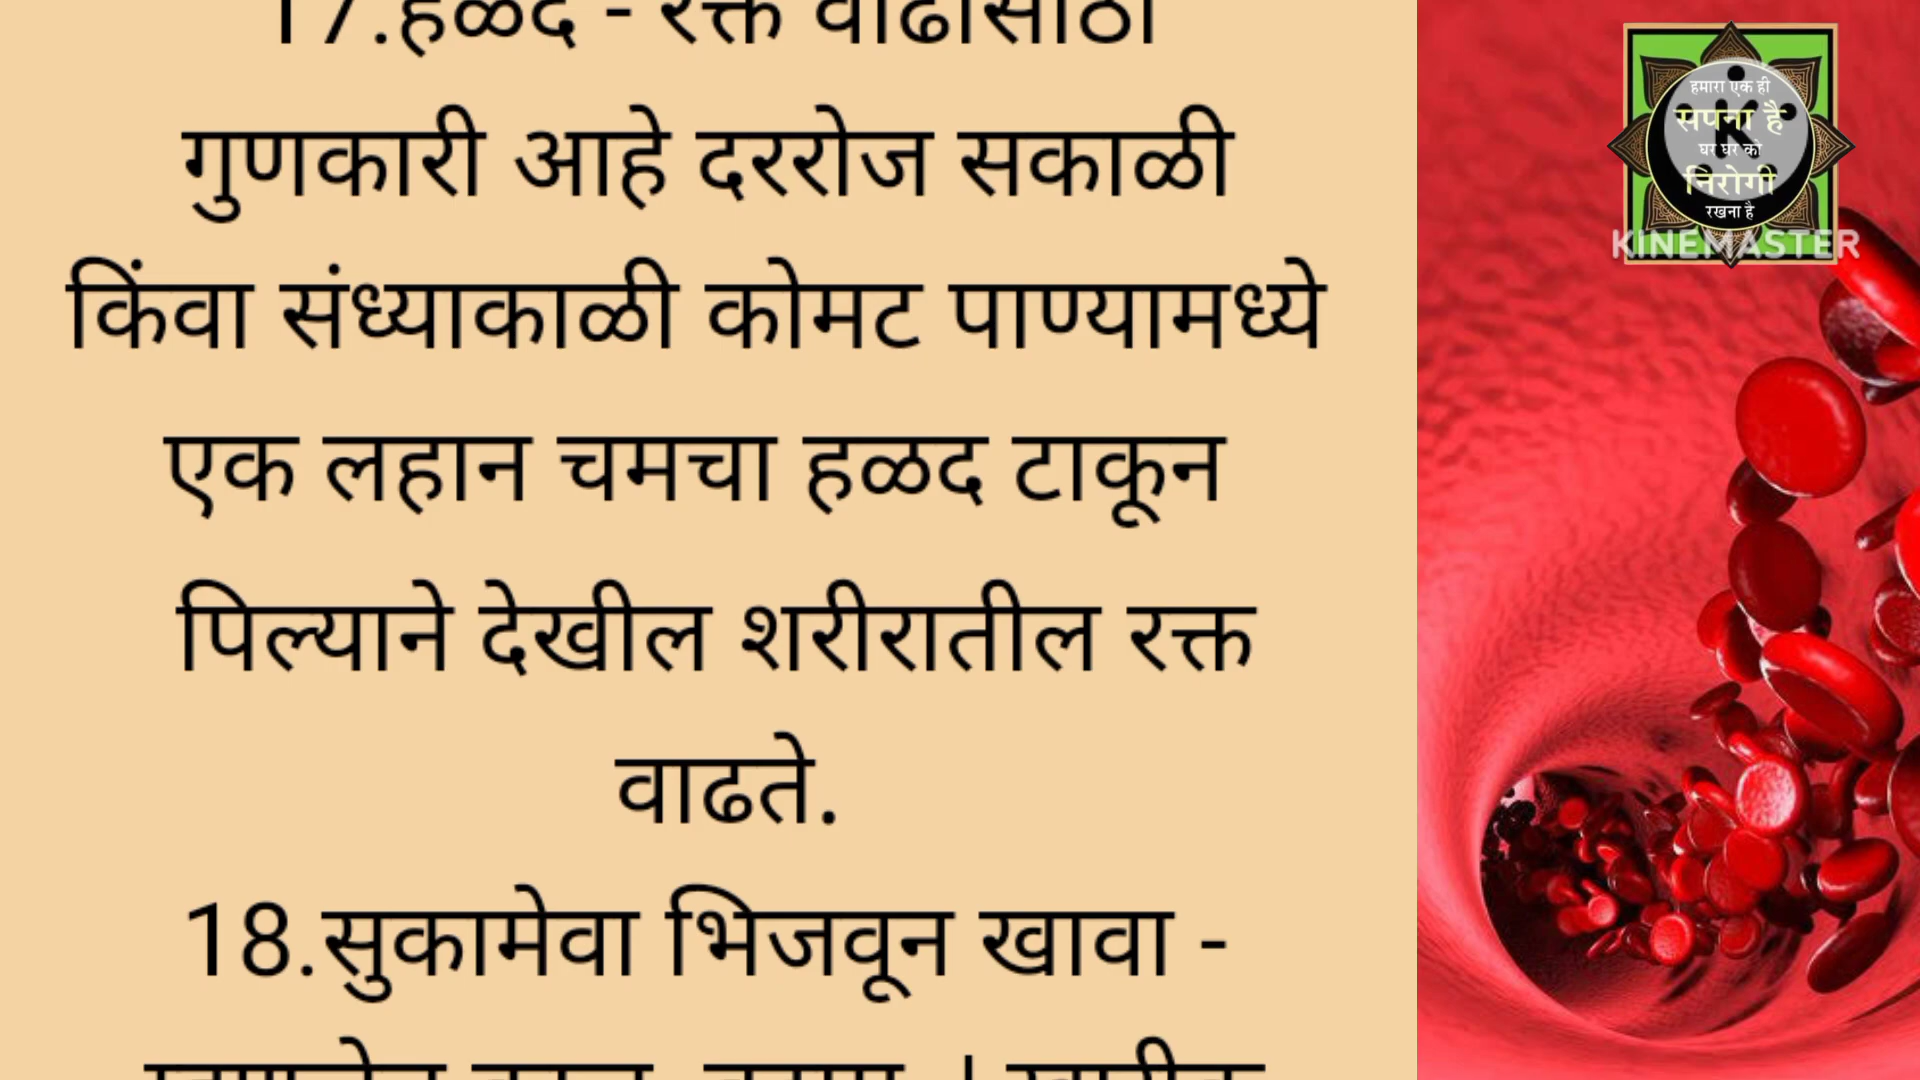 17.हळद - रक्त वाढीसाठी
गुणकारी आहे दररोज सकाळी
किंवा संध्याकाळी कोमट पाण्यामध्ये
एक लहान चमचा हळद टाकून
पिल्याने देखील शरीरातील रक्त
वाढते.
18.सुकामेवा भिजवून खावा -
हमारा एक ही
सपना है
K
घर घर को
निरोगी
रखना है
KINEMASTER